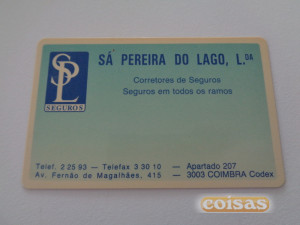 SPL
SEGUROS
SÁ PEREIRA DO LAGO, L.DA
Corretores de Seguros
Seguros em todos os ramos
Telef. 2 25 93 — Telefax 3 30 10 — Apartado 207
Av. Fernão de Magalhães, 415 — 3003 COIMBRA Codex
coisas